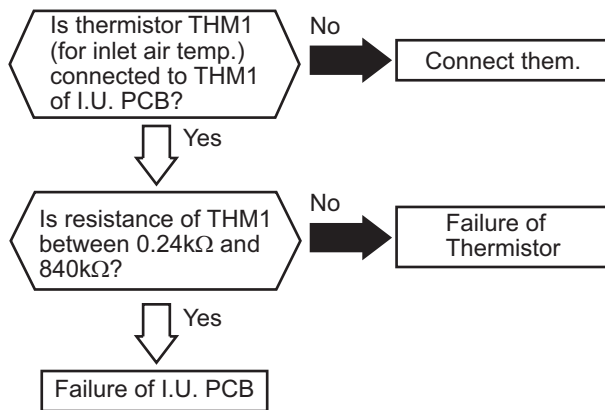 Is thermistor THM1
(for inlet air temp.)
connected to THM1
of I.U. PCB?
No
Connect them.
Yes
Is resistance of THM1
between 0.24kΩ and
840kΩ?
No
Failure of
Thermistor
Yes
Failure of I.U. PCB